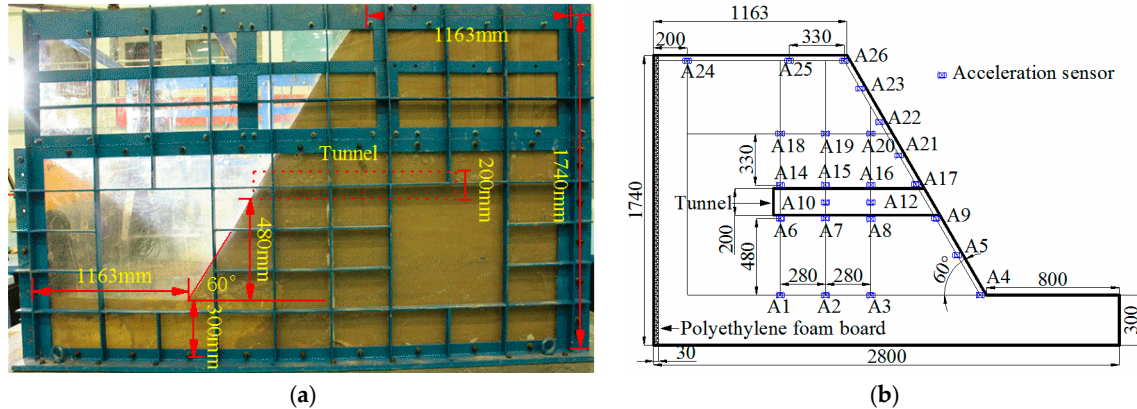 1163mm
Tunnel
200mm
1740mm
480mm
1163mm
60°
300mm
(a)
1163
200
330
A24
A25
A26
A23
Acceleration sensor
A22
A18
A19
A20
A21
330
A14
A15
A16
A17
1740
Tunnel
A10
A12
200
A6
A7
A8
A9
480
A5
60°
280
280
A4
800
A1
A2
A3
Polyethylene foam board
300
30
2800
(b)